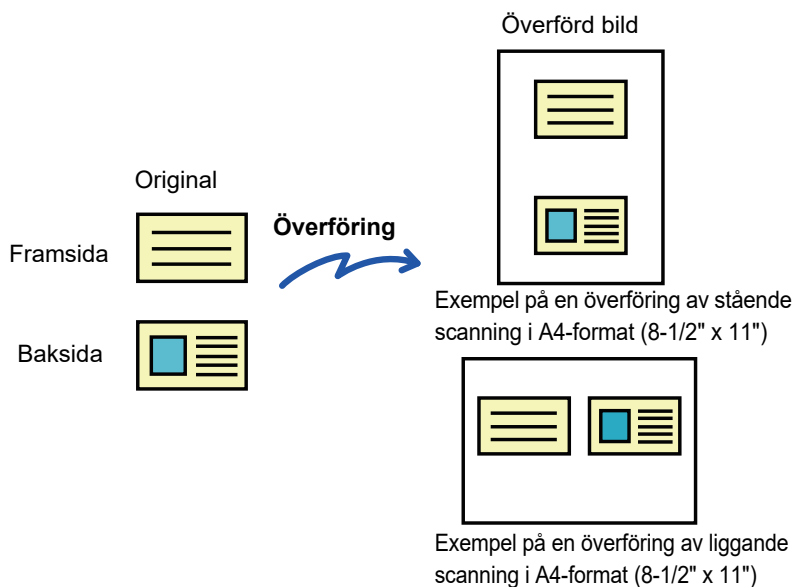 Överförd bild
Original
Överföring
Framsida
Baksida
Exempel på en överföring av stående
scanning i A4-format (8-1/2" x 11")
Exempel på en överföring av liggande
scanning i A4-format (8-1/2" x 11")